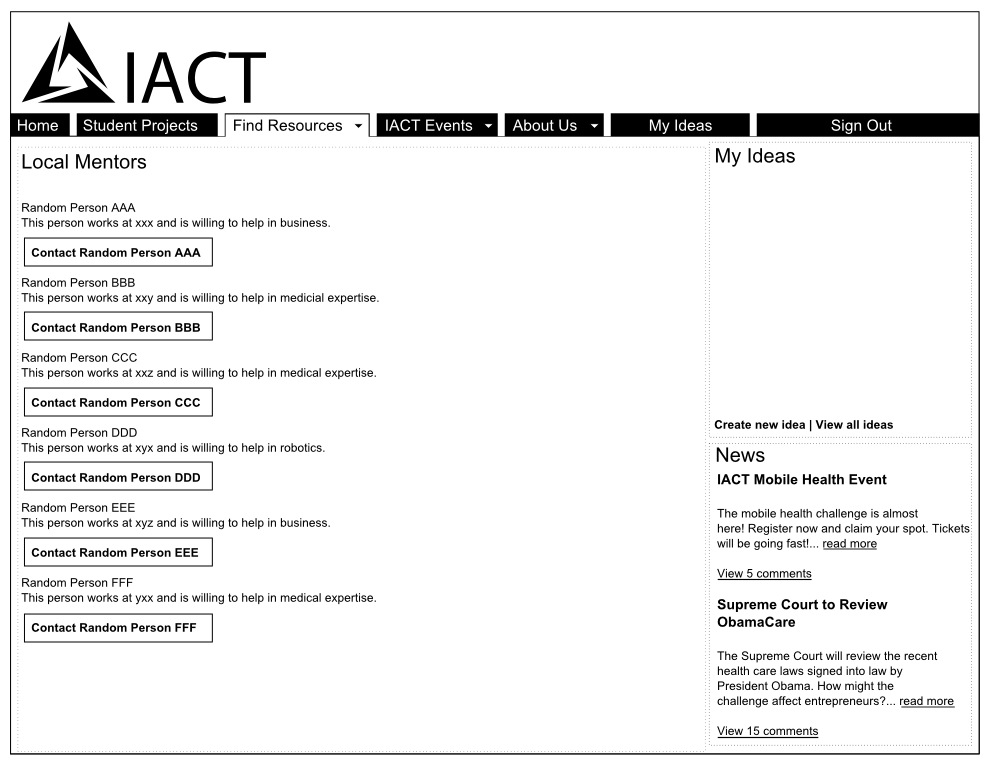 IACT
Home Student Projects Find Resources IACT Events About Us My Ideas Sign Out
Local Mentors
Random Person AAA
This person works at xxx and is willing to help in business.
Contact Random Person AAA
Random Person BBB
This person works at xxy and is willing to help in medicial expertise.
Contact Random Person BBB
Random Person CCC
This person works at xxz and is willing to help in medical expertise.
Contact Random Person CCC
Random Person DDD
This person works at xyx and is willing to help in robotics.
Contact Random Person DDD
Random Person EEE
This person works at xyz and is willing to help in business.
Contact Random Person EEE
Random Person FFF
This person works at yxx and is willing to help in medical expertise.
Contact Random Person FFF
My Ideas
Create new idea | View all ideas
News
IACT Mobile Health Event
The mobile health challenge is almost
here! Register now and claim your spot. Tickets
will be going fast!... read more
View 5 comments
Supreme Court to Review
ObamaCare
The Supreme Court will review the recent
health care laws signed into law by
President Obama. How might the
challenge affect entrepreneurs?... read more
View 15 comments